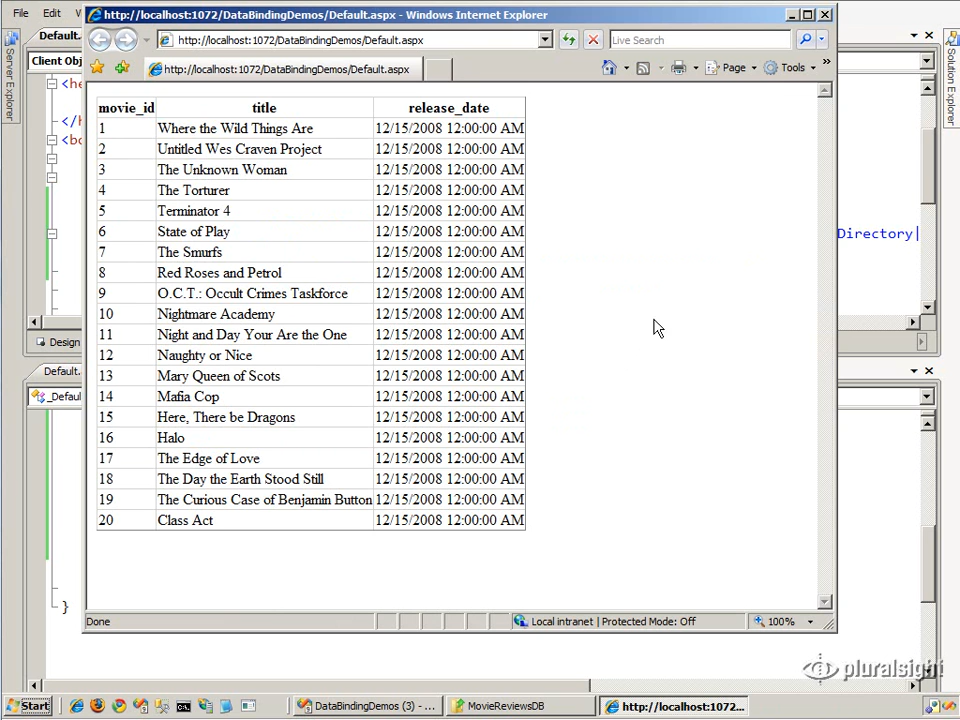 File Edit V
http://localhost:1072/DataBindingDemos/Default.aspx - Windows Internet Explorer
Default.
http://localhost:1072/DataBindingDemos/Default.aspx
Live Search
Client Obj
http://localhost:1072/DataBindingDemos/Default.aspx
Page
Tools
Server Explorer
Solution Explorer
<he
</h
<bo
Directory|
movie_id title release_date
1 Where the Wild Things Are 12/15/2008 12:00:00 AM
2 Untitled Wes Craven Project 12/15/2008 12:00:00 AM
3 The Unknown Woman 12/15/2008 12:00:00 AM
4 The Torturer 12/15/2008 12:00:00 AM
5 Terminator 4 12/15/2008 12:00:00 AM
6 State of Play 12/15/2008 12:00:00 AM
7 The Smurfs 12/15/2008 12:00:00 AM
8 Red Roses and Petrol 12/15/2008 12:00:00 AM
9 O.C.T.: Occult Crimes Taskforce 12/15/2008 12:00:00 AM
10 Nightmare Academy 12/15/2008 12:00:00 AM
11 Night and Day Your Are the One 12/15/2008 12:00:00 AM
12 Naughty or Nice 12/15/2008 12:00:00 AM
13 Mary Queen of Scots 12/15/2008 12:00:00 AM
14 Mafia Cop 12/15/2008 12:00:00 AM
15 Here, There be Dragons 12/15/2008 12:00:00 AM
16 Halo 12/15/2008 12:00:00 AM
17 The Edge of Love 12/15/2008 12:00:00 AM
18 The Day the Earth Stood Still 12/15/2008 12:00:00 AM
19 The Curious Case of Benjamin Button 12/15/2008 12:00:00 AM
20 Class Act 12/15/2008 12:00:00 AM
Design
Default.
_Defaul
}
Done
Local intranet | Protected Mode: Off
100%
pluralsight
Start
DataBindingDemos (3) - ...
MovieReviewsDB
http://localhost:1072...